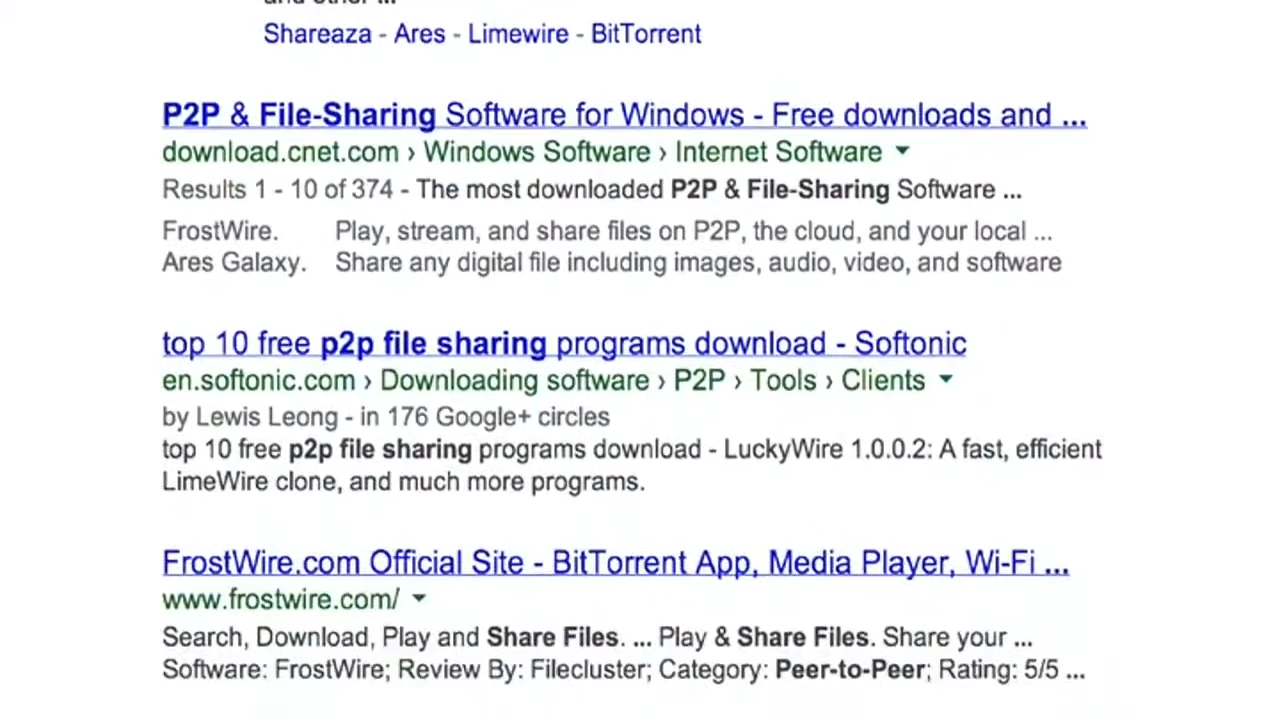 and other ...
Shareaza - Ares - Limewire - BitTorrent
P2P & File-Sharing Software for Windows - Free downloads and ...
download.cnet.com › Windows Software › Internet Software
Results 1 - 10 of 374 - The most downloaded P2P & File-Sharing Software ...
FrostWire. Play, stream, and share files on P2P, the cloud, and your local ...
Ares Galaxy. Share any digital file including images, audio, video, and software
top 10 free p2p file sharing programs download - Softonic
en.softonic.com › Downloading software › P2P › Tools › Clients
by Lewis Leong - in 176 Google+ circles
top 10 free p2p file sharing programs download - LuckyWire 1.0.0.2: A fast, efficient
LimeWire clone, and much more programs.
FrostWire.com Official Site - BitTorrent App, Media Player, Wi-Fi ...
www.frostwire.com/
Search, Download, Play and Share Files. ... Play & Share Files. Share your ...
Software: FrostWire; Review By: Filecluster; Category: Peer-to-Peer; Rating: 5/5 ...